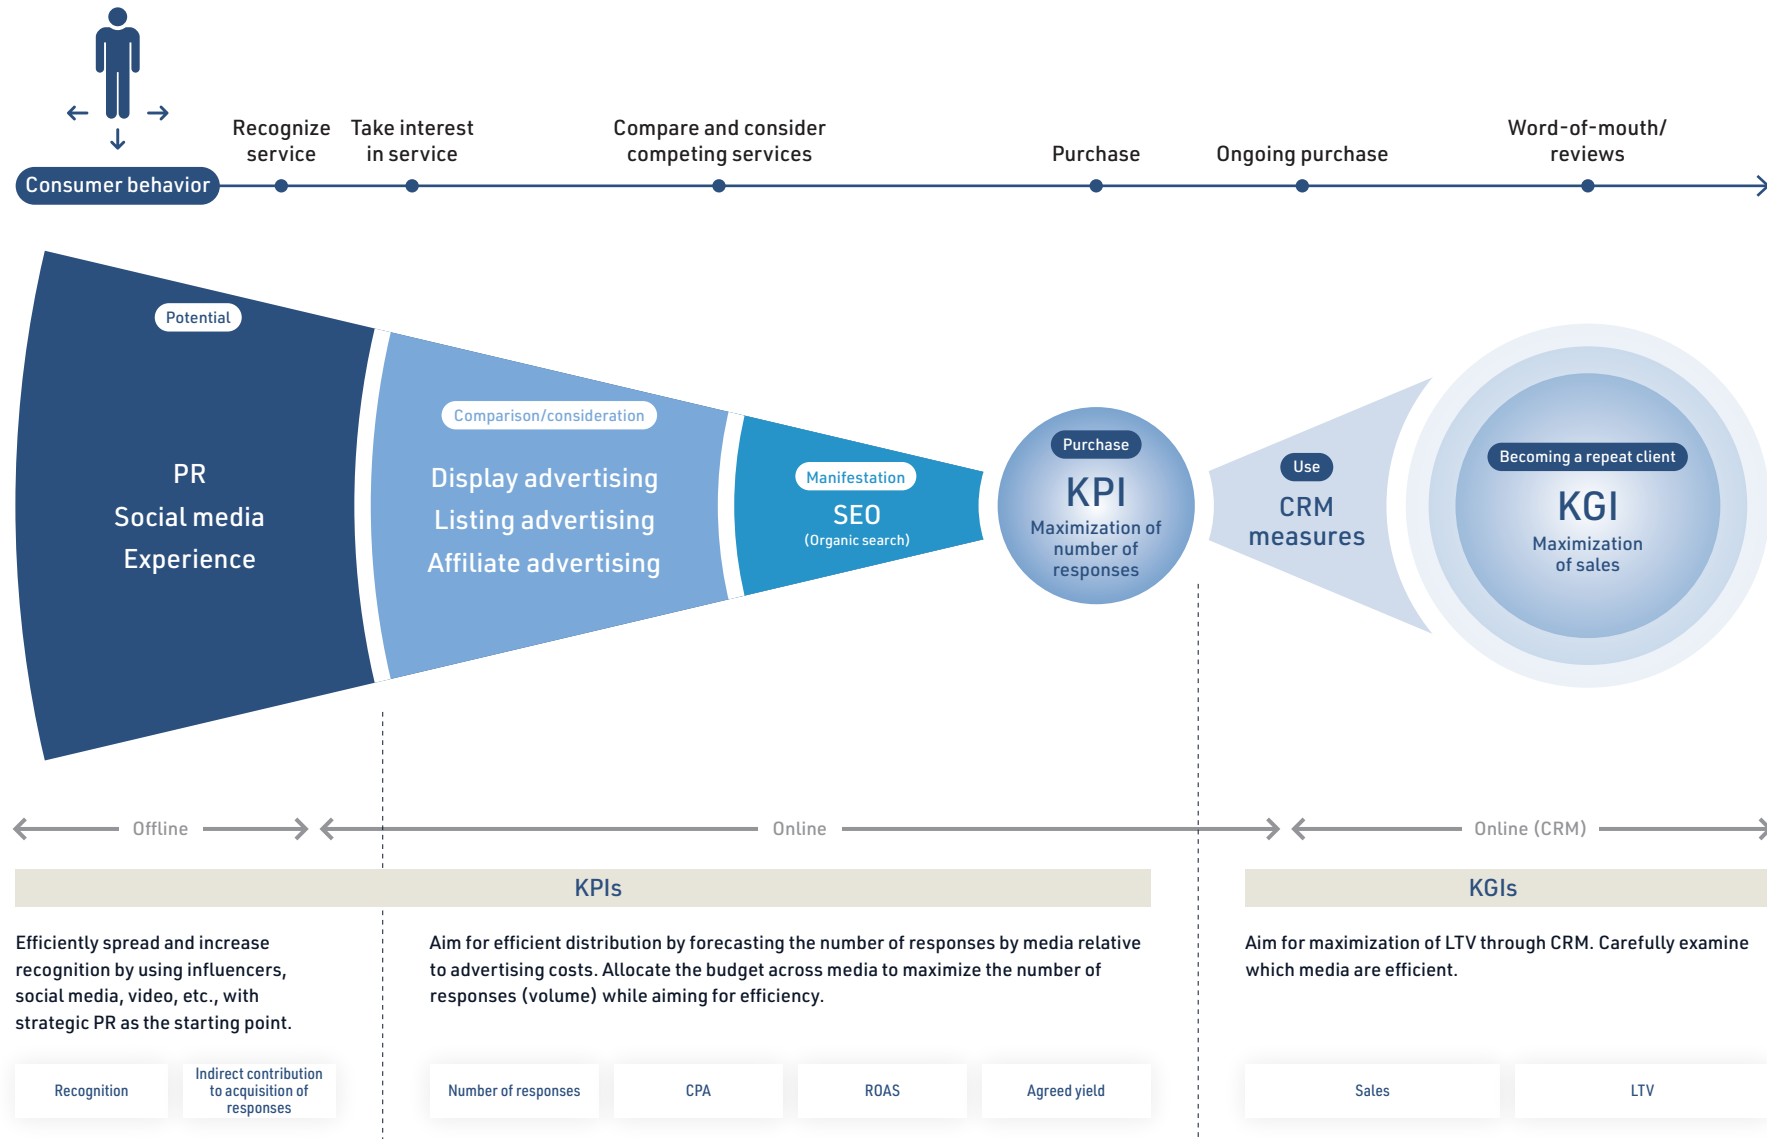 Recognize
service
Take interest
in service
Compare and consider
competing services
Purchase
Ongoing purchase
Word-of-mouth/
reviews
Consumer behavior
Potential
PR
Social media
Experience
Comparison/consideration
Display advertising
Listing advertising
Affiliate advertising
Manifestation
SEO
(Organic search)
Purchase
KPI
Maximization of
number of
responses
Use
CRM
measures
Becoming a repeat client
KGI
Maximization
of sales
Offline
Online
Online (CRM)
KPIs
KGIs
Efficiently spread and increase
recognition by using influencers,
social media, video, etc., with
strategic PR as the starting point.
Aim for efficient distribution by forecasting the number of responses by media relative
to advertising costs. Allocate the budget across media to maximize the number of
responses (volume) while aiming for efficiency.
Aim for maximization of LTV through CRM. Carefully examine
which media are efficient.
Recognition
Indirect contribution
to acquisition of
responses
Number of responses
CPA
ROAS
Agreed yield
Sales
LTV